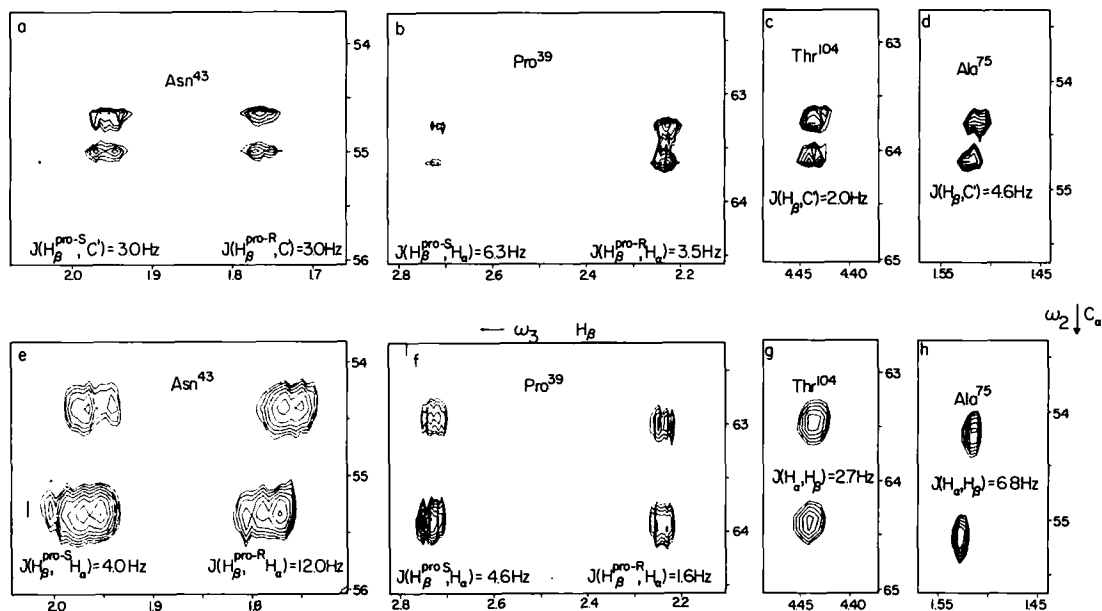 a
Asn43
54
55
56
J(Hβpro-S, C') = 3.0Hz
J(Hβpro-R, C') = 3.0Hz
2.0 1.9 1.8 1.7
b
Pro39
63
64
J(Hβpro-S, Hα) = 6.3Hz
J(Hβpro-R, Hα) = 3.5Hz
2.8 2.6 2.4 2.2
c
Thr104
63
64
65
J(Hβ, C') = 2.0Hz
4.45 4.40
d
Ala75
54
55
J(Hβ, C') = 4.6Hz
1.55 1.45
← ω3 Hβ
ω2 ↓ Cα
e
Asn43
54
55
56
J(Hβpro-S, Hα) = 4.0Hz
J(Hβpro-R, Hα) = 12.0Hz
2.0 1.9 1.8
f
Pro39
63
64
J(Hβpro S, Hα) = 4.6Hz
J(Hβpro-R, Hα) = 1.6Hz
2.8 2.6 2.4 2.2
g
Thr104
63
64
65
J(Hα, Hβ) = 2.7Hz
4.45 4.40
h
Ala75
54
55
J(Hα, Hβ) = 6.8Hz
1.55 1.45